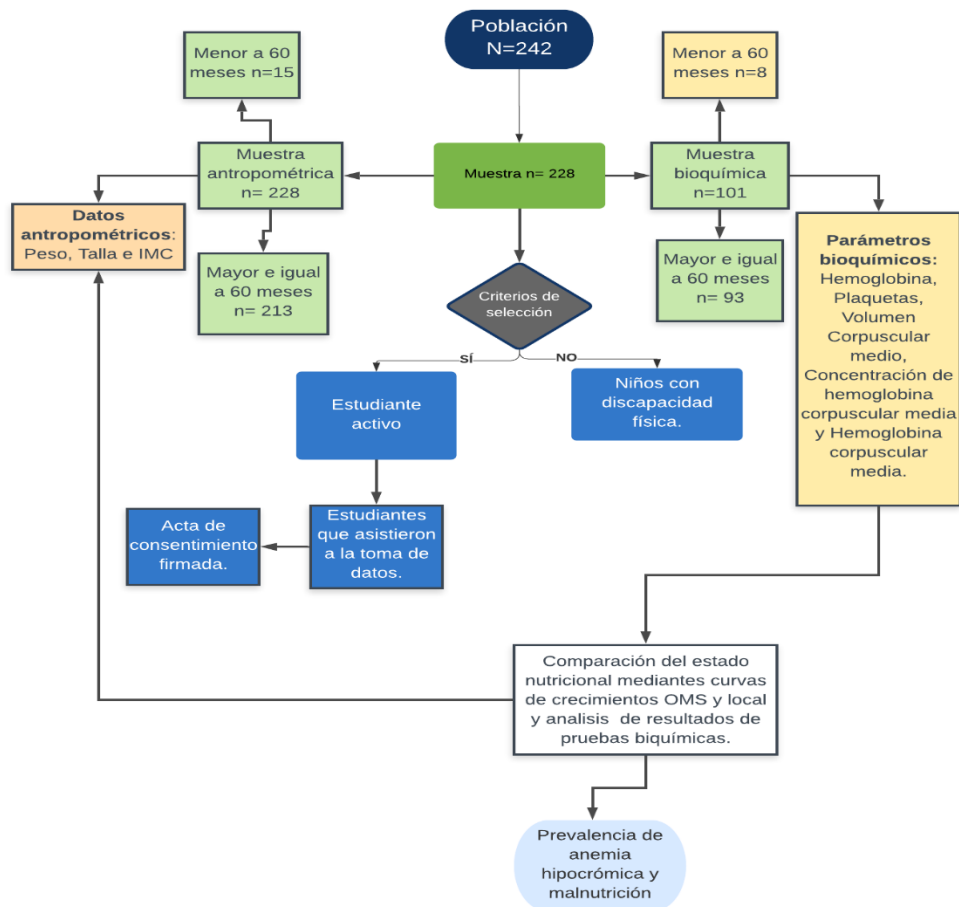 Población
N=242
Menor a 60
meses n=15
Menor a 60
meses n=8
Muestra
antropométrica
n= 228
Muestra n= 228
Muestra
bioquímica
n=101
Datos
antropométricos:
Peso, Talla e IMC
Mayor e igual
a 60 meses
n= 213
Criterios de
selección
Mayor e igual
a 60 meses
n= 93
Parámetros
bioquímicos:
Hemoglobina,
Plaquetas,
Volumen
Corpuscular
medio,
Concentración de
hemoglobina
corpuscular media
y Hemoglobina
corpuscular
media.
SÍ
NO
Estudiante
activo
Niños con
discapacidad
física.
Acta de
consentimiento
firmada.
Estudiantes
que asistieron
a la toma de
datos.
Comparación del estado
nutricional mediantes curvas
de crecimientos OMS y local
y analisis de resultados de
pruebas biquímicas.
Prevalencia de
anemia
hipocrómica y
malnutrición